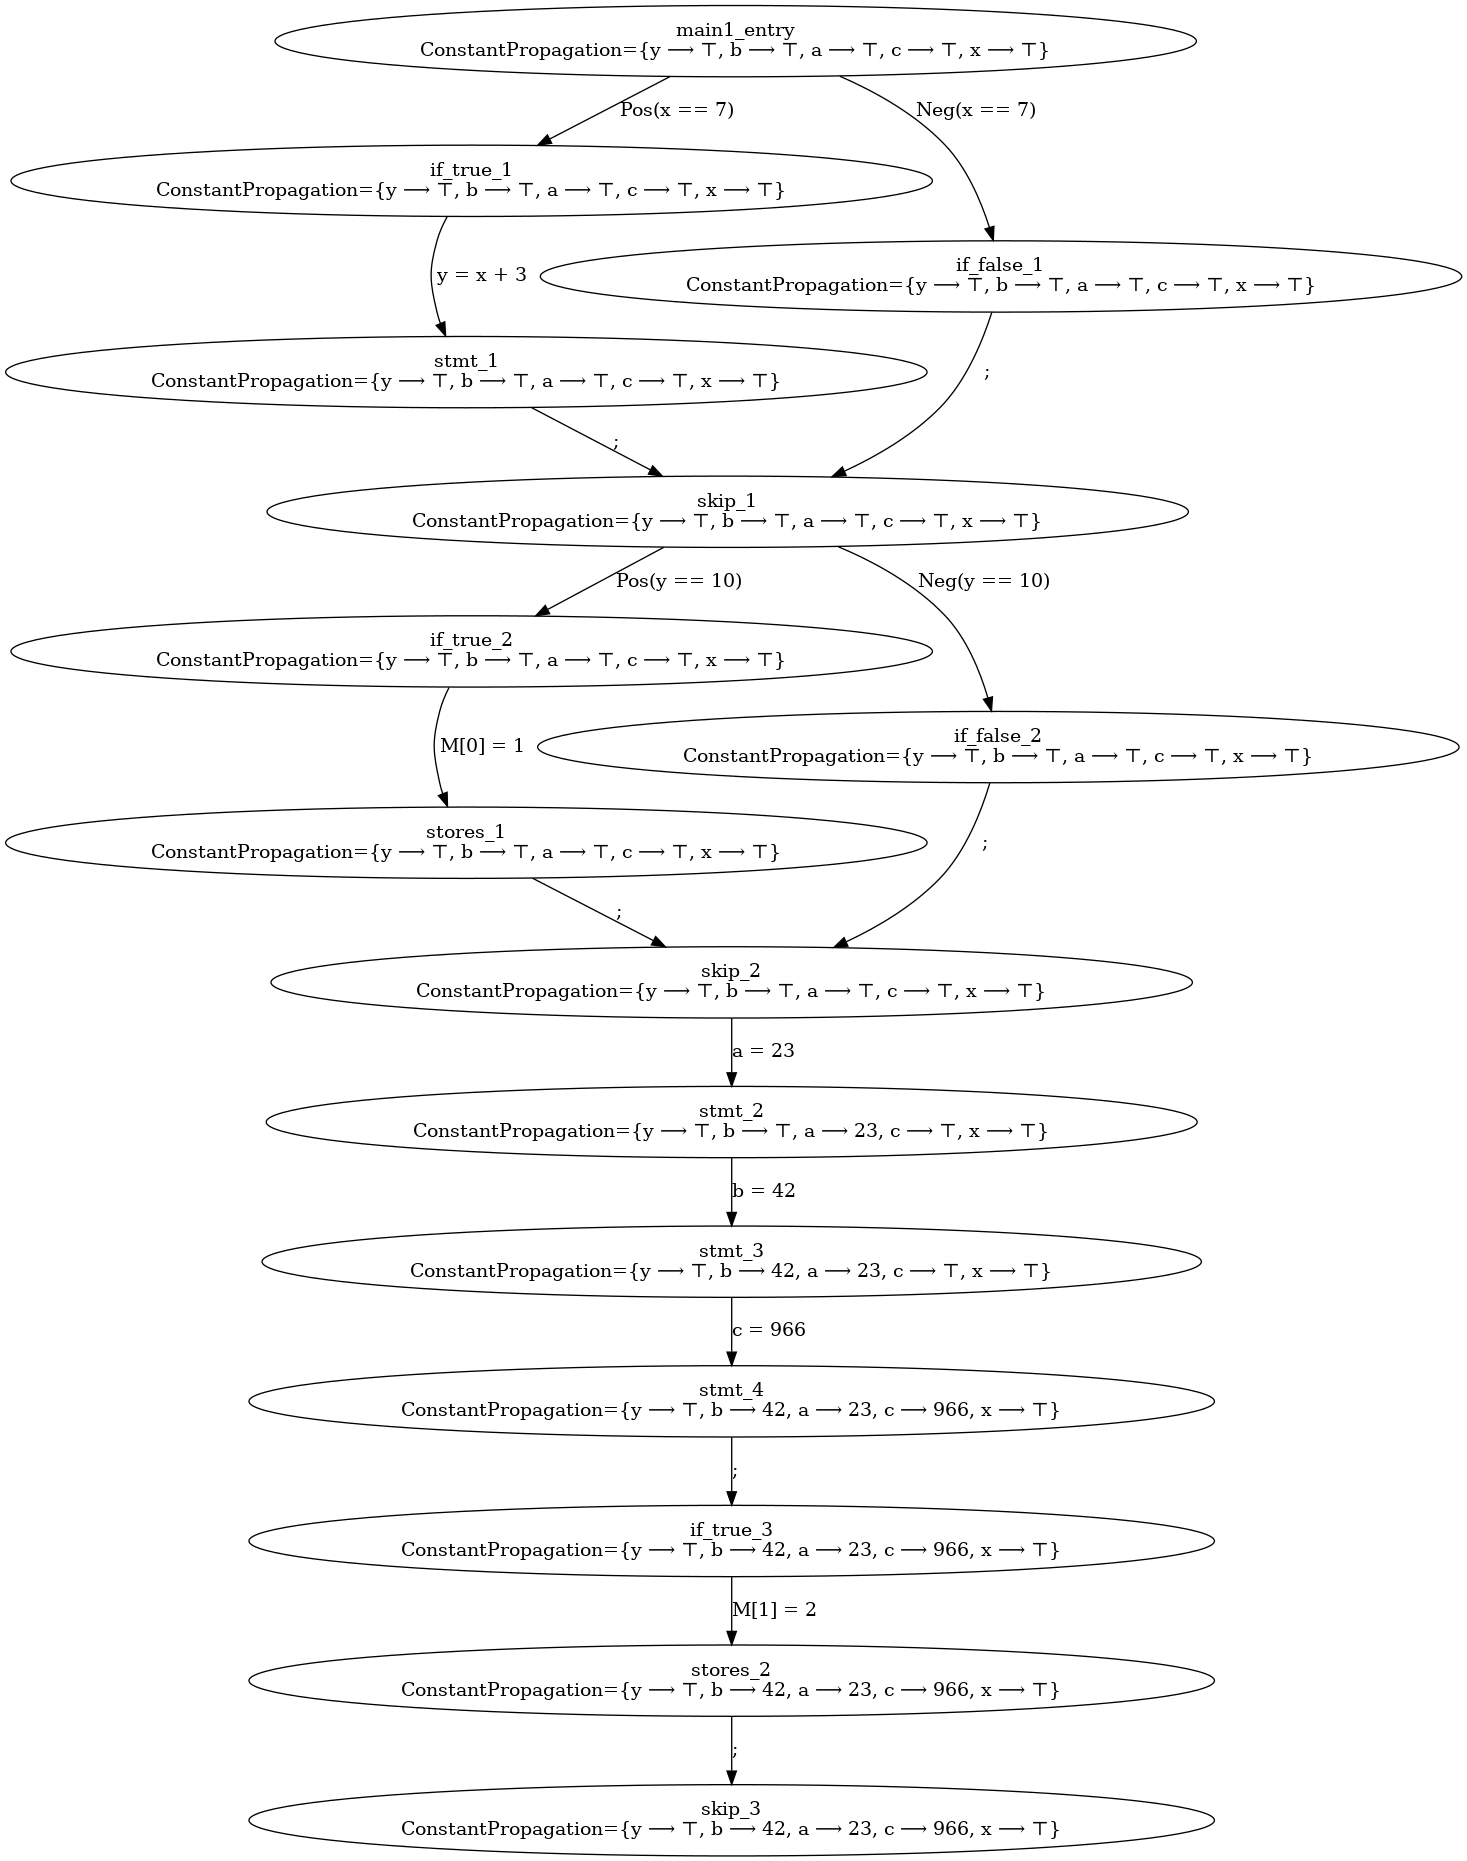 main1_entry
ConstantPropagation={y ⟶ ⊤, b ⟶ ⊤, a ⟶ ⊤, c ⟶ ⊤, x ⟶ ⊤}
Pos(x == 7)
Neg(x == 7)
if_true_1
ConstantPropagation={y ⟶ ⊤, b ⟶ ⊤, a ⟶ ⊤, c ⟶ ⊤, x ⟶ ⊤}
y = x + 3
if_false_1
ConstantPropagation={y ⟶ ⊤, b ⟶ ⊤, a ⟶ ⊤, c ⟶ ⊤, x ⟶ ⊤}
stmt_1
ConstantPropagation={y ⟶ ⊤, b ⟶ ⊤, a ⟶ ⊤, c ⟶ ⊤, x ⟶ ⊤}
;
;
skip_1
ConstantPropagation={y ⟶ ⊤, b ⟶ ⊤, a ⟶ ⊤, c ⟶ ⊤, x ⟶ ⊤}
Pos(y == 10)
Neg(y == 10)
if_true_2
ConstantPropagation={y ⟶ ⊤, b ⟶ ⊤, a ⟶ ⊤, c ⟶ ⊤, x ⟶ ⊤}
M[0] = 1
if_false_2
ConstantPropagation={y ⟶ ⊤, b ⟶ ⊤, a ⟶ ⊤, c ⟶ ⊤, x ⟶ ⊤}
stores_1
ConstantPropagation={y ⟶ ⊤, b ⟶ ⊤, a ⟶ ⊤, c ⟶ ⊤, x ⟶ ⊤}
;
;
skip_2
ConstantPropagation={y ⟶ ⊤, b ⟶ ⊤, a ⟶ ⊤, c ⟶ ⊤, x ⟶ ⊤}
a = 23
stmt_2
ConstantPropagation={y ⟶ ⊤, b ⟶ ⊤, a ⟶ 23, c ⟶ ⊤, x ⟶ ⊤}
b = 42
stmt_3
ConstantPropagation={y ⟶ ⊤, b ⟶ 42, a ⟶ 23, c ⟶ ⊤, x ⟶ ⊤}
c = 966
stmt_4
ConstantPropagation={y ⟶ ⊤, b ⟶ 42, a ⟶ 23, c ⟶ 966, x ⟶ ⊤}
;
if_true_3
ConstantPropagation={y ⟶ ⊤, b ⟶ 42, a ⟶ 23, c ⟶ 966, x ⟶ ⊤}
M[1] = 2
stores_2
ConstantPropagation={y ⟶ ⊤, b ⟶ 42, a ⟶ 23, c ⟶ 966, x ⟶ ⊤}
;
skip_3
ConstantPropagation={y ⟶ ⊤, b ⟶ 42, a ⟶ 23, c ⟶ 966, x ⟶ ⊤}